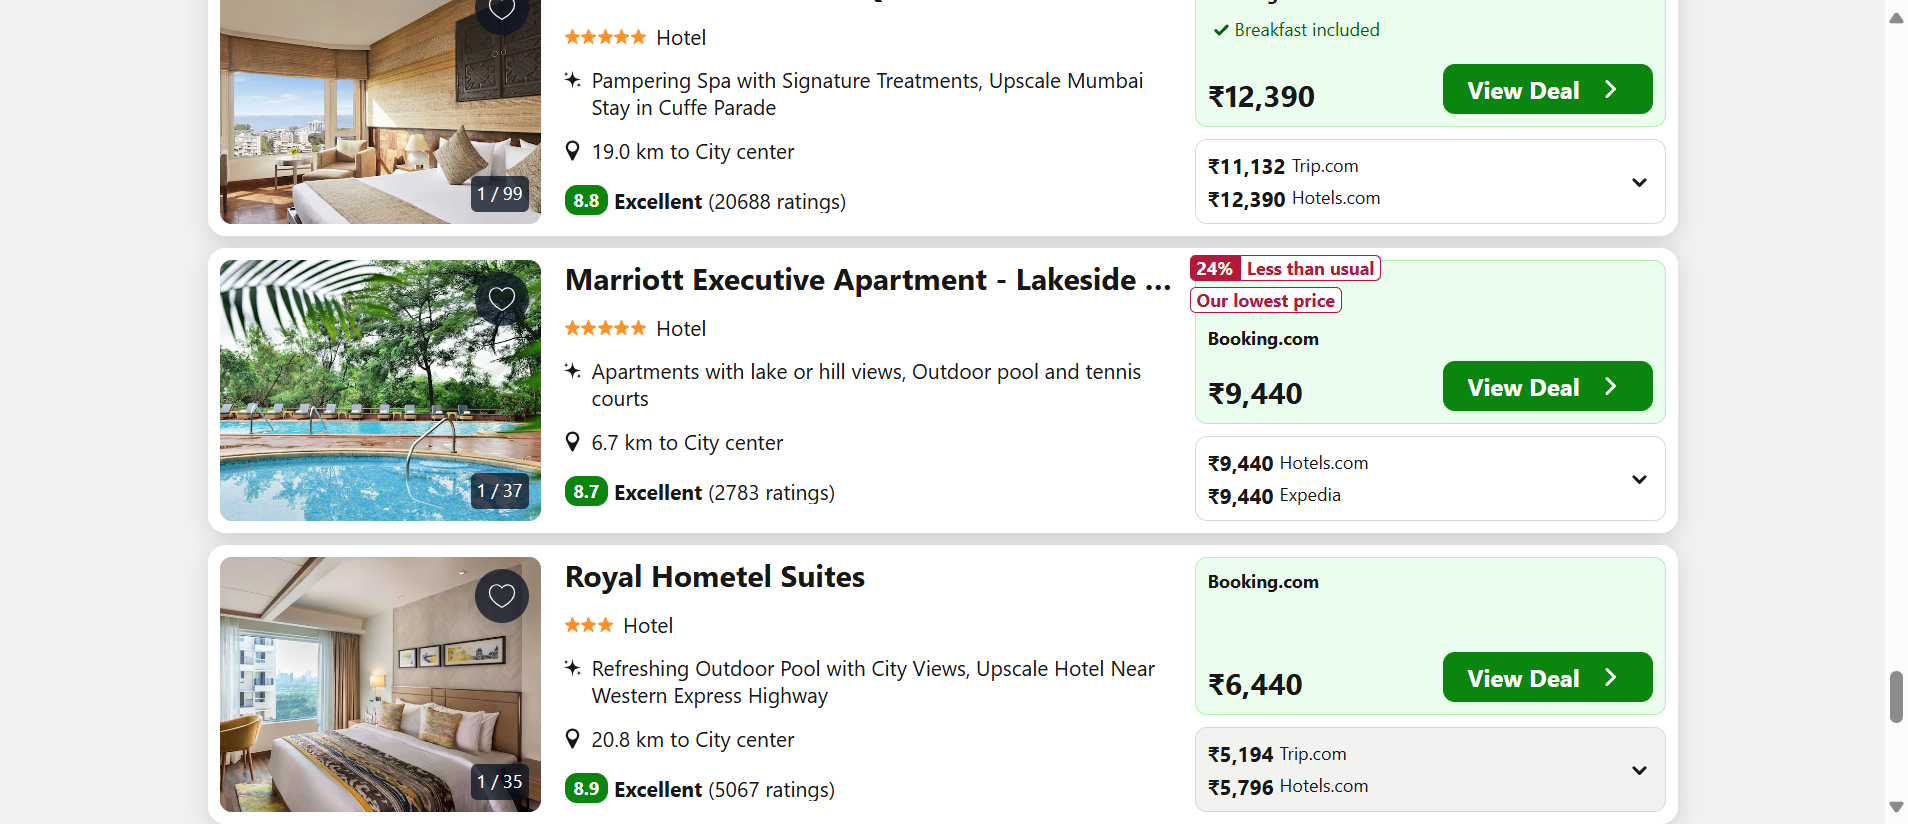 Hotel
Pampering Spa with Signature Treatments, Upscale Mumbai
Stay in Cuffe Parade
19.0 km to City center
8.8 Excellent (20688 ratings)
1 / 99
Breakfast included
₹12,390
View Deal
₹11,132 Trip.com
₹12,390 Hotels.com
Marriott Executive Apartment - Lakeside ...
Hotel
Apartments with lake or hill views, Outdoor pool and tennis
courts
6.7 km to City center
8.7 Excellent (2783 ratings)
1 / 37
24% Less than usual
Our lowest price
Booking.com
₹9,440
View Deal
₹9,440 Hotels.com
₹9,440 Expedia
Royal Hometel Suites
Hotel
Refreshing Outdoor Pool with City Views, Upscale Hotel Near
Western Express Highway
20.8 km to City center
8.9 Excellent (5067 ratings)
1 / 35
Booking.com
₹6,440
View Deal
₹5,194 Trip.com
₹5,796 Hotels.com